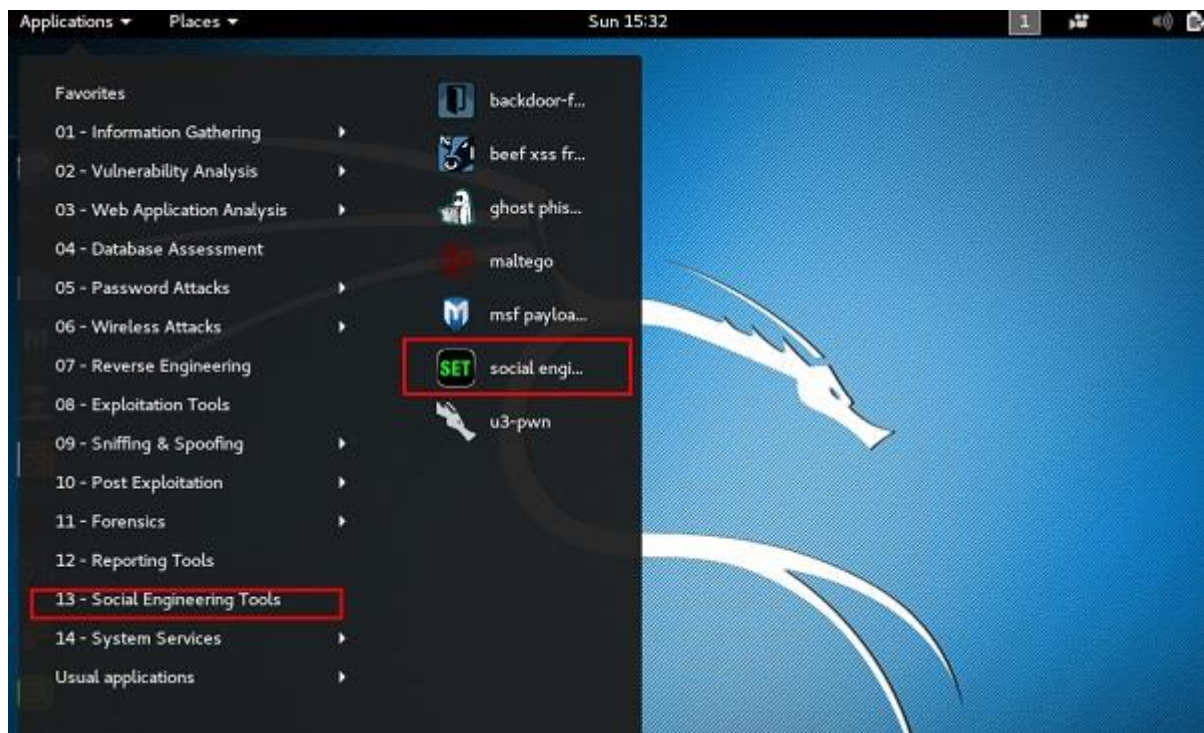 Applications Places Sun 15:32 1
Favorites
01 - Information Gathering
02 - Vulnerability Analysis
03 - Web Application Analysis
04 - Database Assessment
05 - Password Attacks
06 - Wireless Attacks
07 - Reverse Engineering
08 - Exploitation Tools
09 - Sniffing & Spoofing
10 - Post Exploitation
11 - Forensics
12 - Reporting Tools
13 - Social Engineering Tools
14 - System Services
Usual applications
backdoor-f...
beef xss fr...
ghost phis...
maltego
M msf payloa...
SET social engi...
u3-pwn